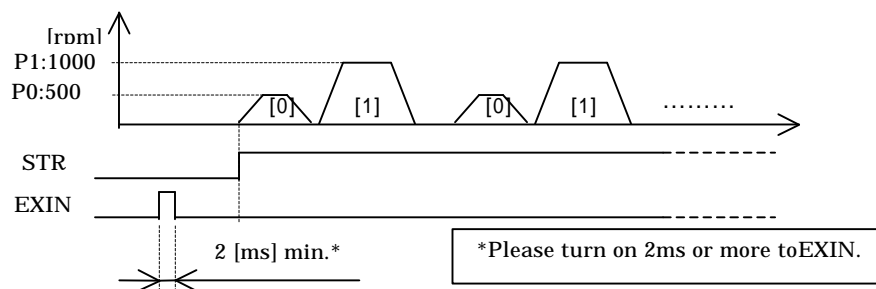 [rpm]
P1:1000
P0:500
[0] [1] [0] [1] ………
STR
EXIN
2 [ms] min.*
*Please turn on 2ms or more toEXIN.